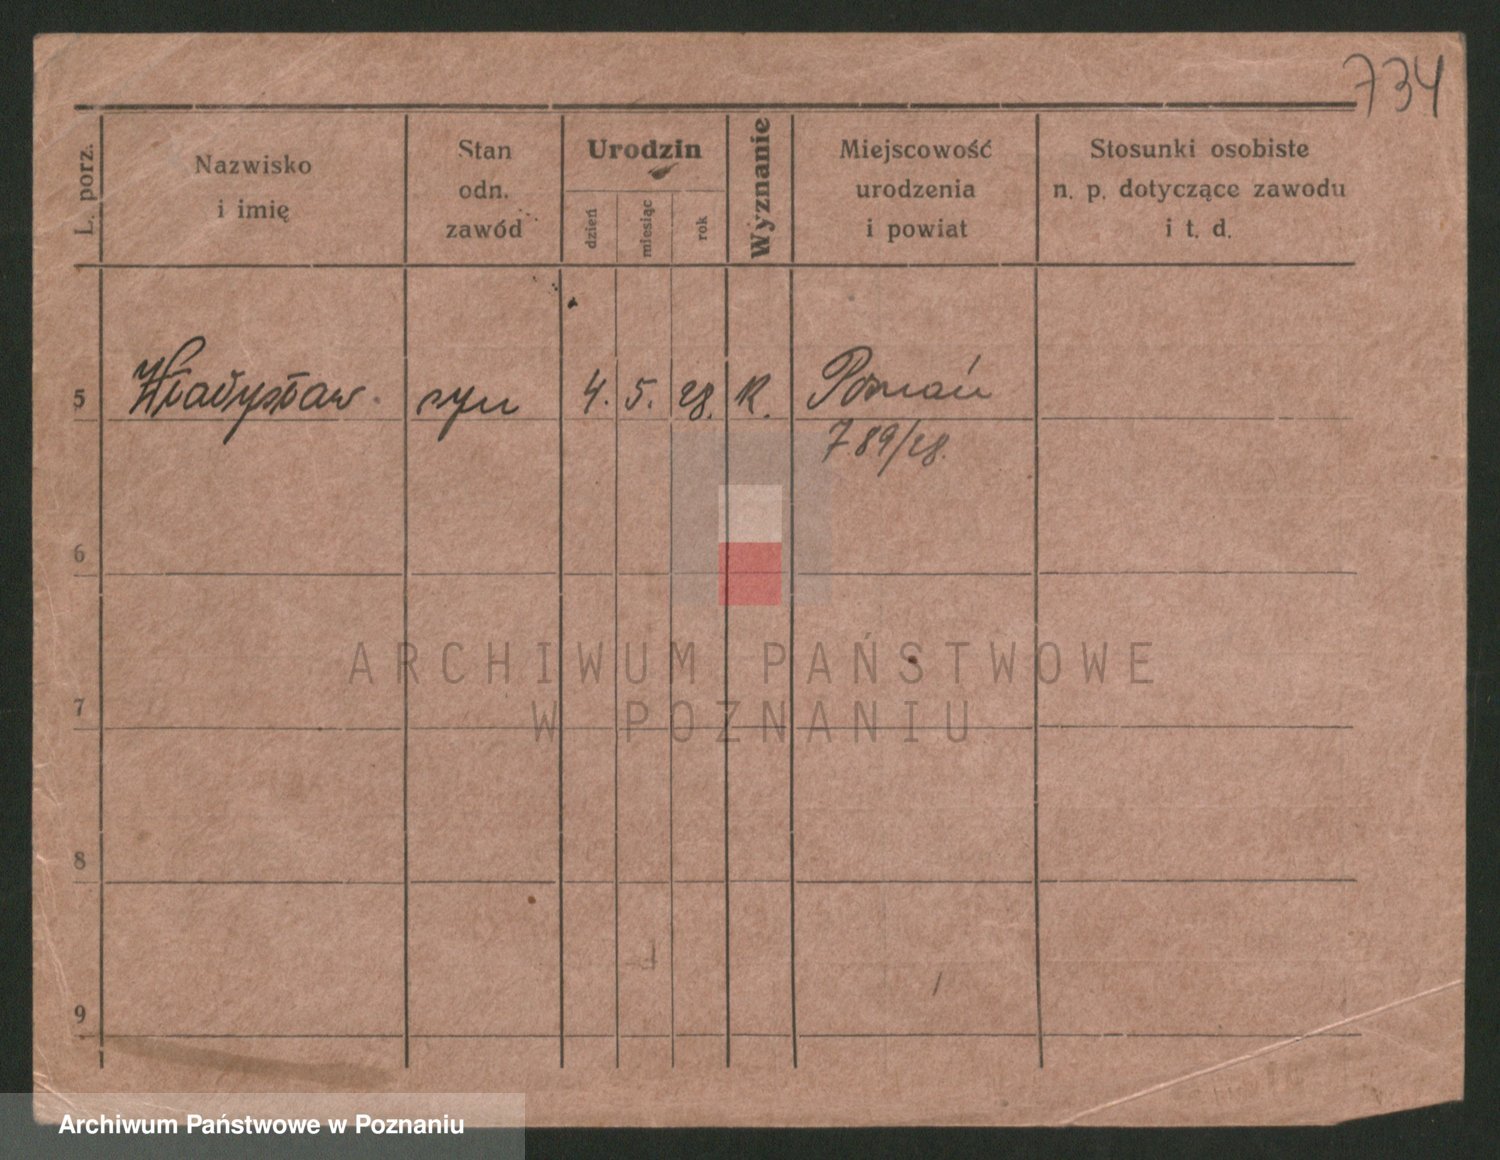 734
L. porz.
Nazwisko
i imię
Stan
odn.
zawód
Urodzin
dzień
miesiąc
rok
Wyznanie
Miejscowość
urodzenia
i powiat
Stosunki osobiste
n. p. dotyczące zawodu
i t. d.
5 Władysław syn 4. 5. 28. K. Poznań
789/28.
6
7
8
9
ARCHIWUM PAŃSTWOWE
W POZNANIU
Archiwum Państwowe w Poznaniu